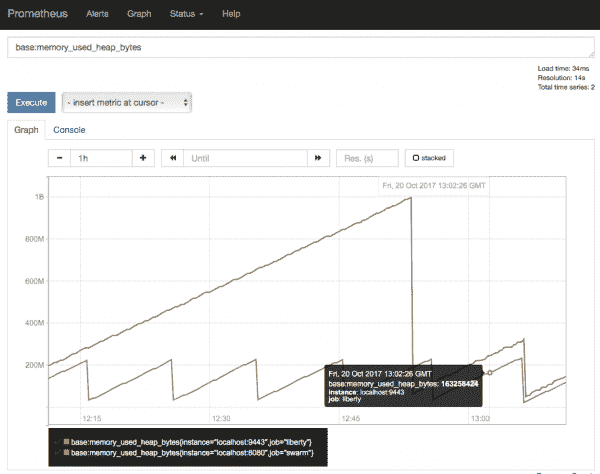 Prometheus Alerts Graph Status Help
base:memory_used_heap_bytes
Load time: 34ms
Resolution: 14s
Total time series: 2
Execute - insert metric at cursor -
Graph Console
1h Until Res. (s) stacked
Fri, 20 Oct 2017 13:02:26 GMT
1B
800M
600M
400M
200M
Fri, 20 Oct 2017 13:02:26 GMT
base:memory_used_heap_bytes: 163258424
instance: localhost:9443
job: liberty
12:15 12:30 12:45 13:00
base:memory_used_heap_bytes{instance="localhost:9443",job="liberty"}
base:memory_used_heap_bytes{instance="localhost:8080",job="swarm"}